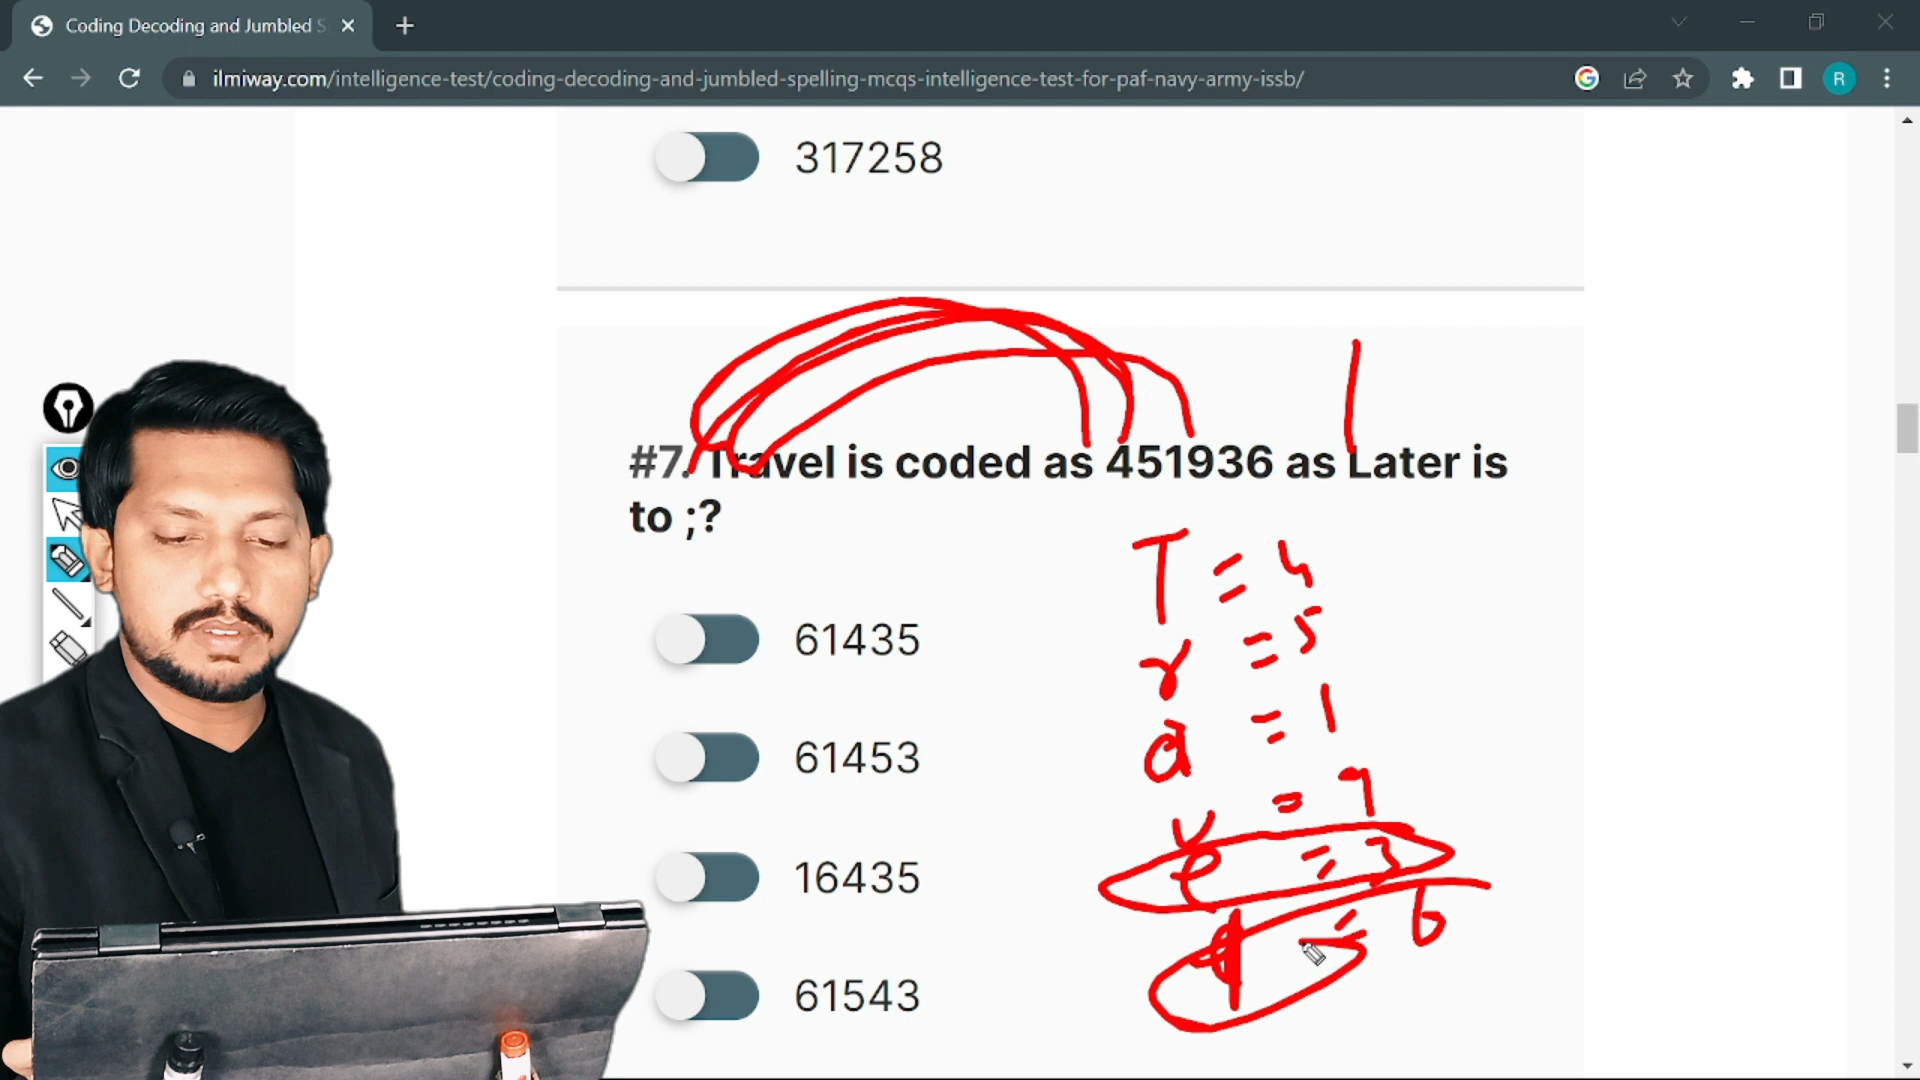 Coding Decoding and Jumbled S
ilmiway.com/intelligence-test/coding-decoding-and-jumbled-spelling-mcqs-intelligence-test-for-paf-navy-army-issb/
R
317258
#7. Travel is coded as 451936 as Later is
to ;?
61435
61453
16435
61543
T = 4
r = 5
a = 1
v = 9
e = 3
l = 6